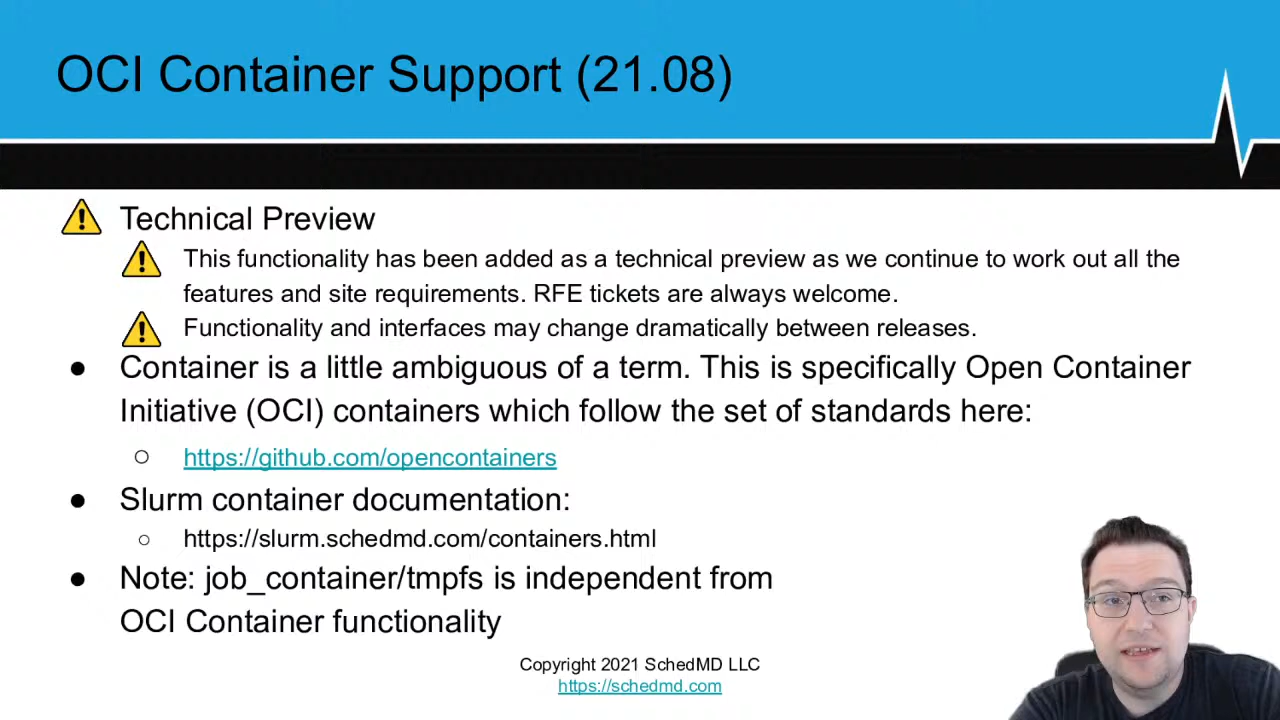 OCI Container Support (21.08)
Technical Preview
This functionality has been added as a technical preview as we continue to work out all the
features and site requirements. RFE tickets are always welcome.
Functionality and interfaces may change dramatically between releases.
● Container is a little ambiguous of a term. This is specifically Open Container
Initiative (OCI) containers which follow the set of standards here:
○ https://github.com/opencontainers
● Slurm container documentation:
○ https://slurm.schedmd.com/containers.html
● Note: job_container/tmpfs is independent from
OCI Container functionality
Copyright 2021 SchedMD LLC
https://schedmd.com